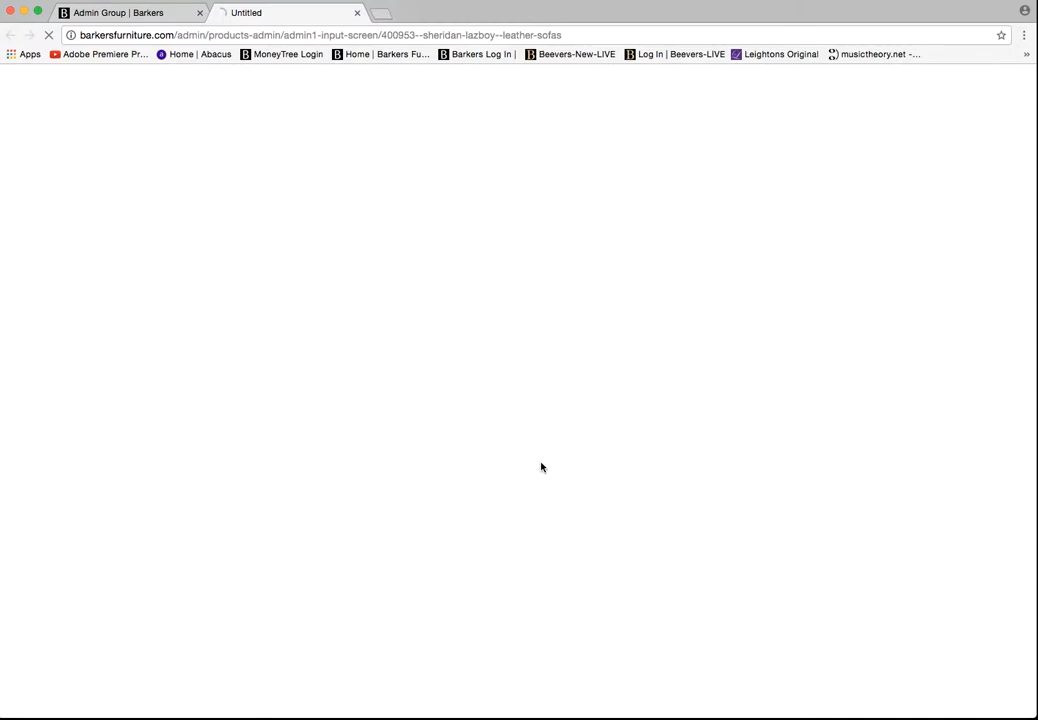 Admin Group | Barkers
Untitled
barkersfurniture.com/admin/products-admin/admin1-input-screen/400953--sheridan-lazboy--leather-sofas
Apps
Adobe Premiere Pr...
Home | Abacus
MoneyTree Login
Home | Barkers Fu...
Barkers Log In |
Beevers-New-LIVE
Log In | Beevers-LIVE
Leightons Original
musictheory.net -...
»